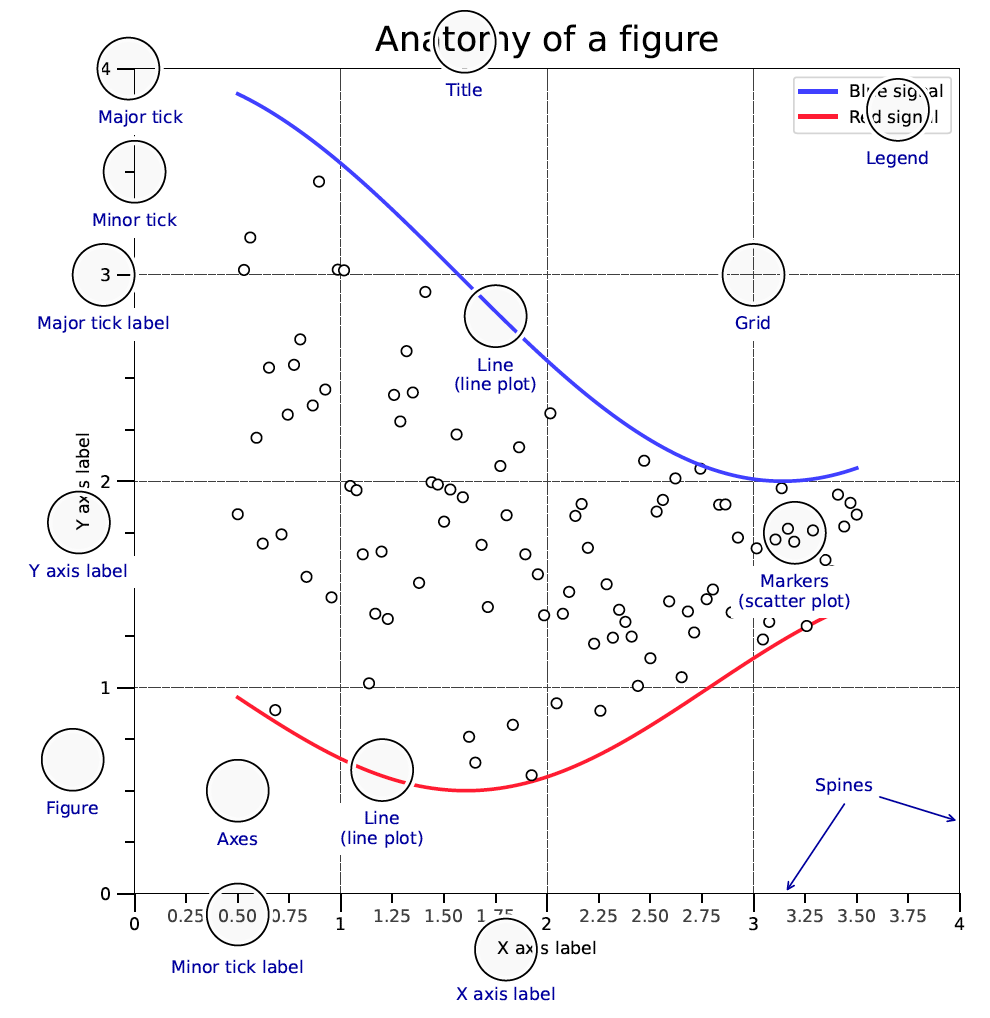 Anatomy of a figure
4
Title
Blue signal
Red signal
Major tick
Legend
Minor tick
3
Major tick label
Grid
Line
(line plot)
Y axis label
2
Y axis label
Markers
(scatter plot)
1
Figure
Axes
Line
(line plot)
Spines
0
0.25 0.50 0.75 1.25 1.50 1.75 2.25 2.50 2.75 3.25 3.50 3.75
0 1 2 3 4
X axis label
Minor tick label
X axis label